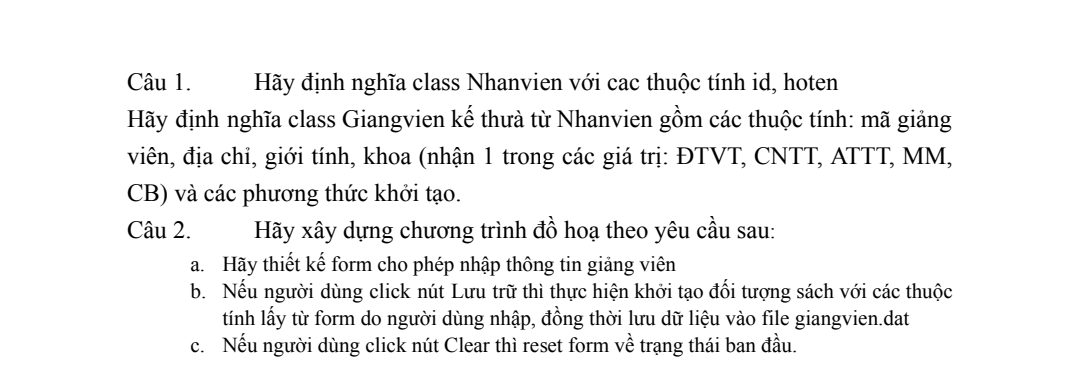 Câu 1. Hãy định nghĩa class Nhanvien với cac thuộc tính id, hoten
Hãy định nghĩa class Giangvien kế thưà từ Nhanvien gồm các thuộc tính: mã giảng
viên, địa chỉ, giới tính, khoa (nhận 1 trong các giá trị: ĐTVT, CNTT, ATTT, MM,
CB) và các phương thức khởi tạo.
Câu 2. Hãy xây dựng chương trình đồ hoạ theo yêu cầu sau:
a. Hãy thiết kế form cho phép nhập thông tin giảng viên
b. Nếu người dùng click nút Lưu trữ thì thực hiện khởi tạo đối tượng sách với các thuộc
tính lấy từ form do người dùng nhập, đồng thời lưu dữ liệu vào file giangvien.dat
c. Nếu người dùng click nút Clear thì reset form về trạng thái ban đầu.